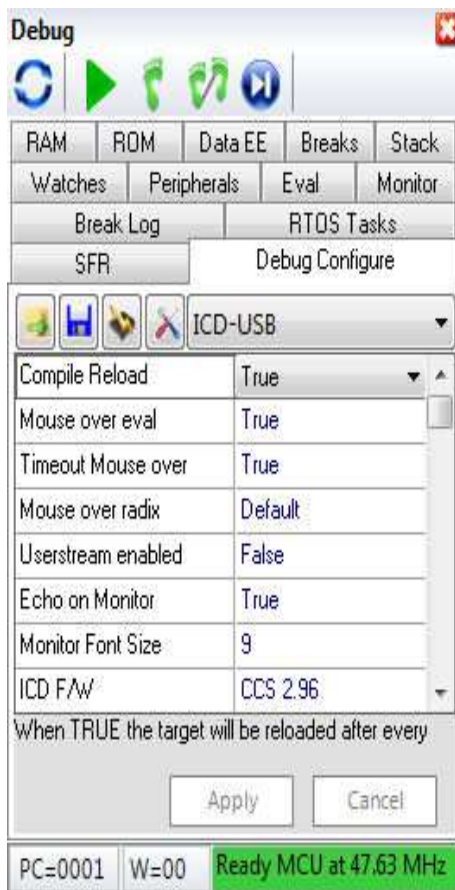 Debug
RAM ROM Data EE Breaks Stack
Watches Peripherals Eval Monitor
Break Log RTOS Tasks
SFR Debug Configure
ICD-USB
Compile Reload True
Mouse over eval True
Timeout Mouse over True
Mouse over radix Default
Userstream enabled False
Echo on Monitor True
Monitor Font Size 9
ICD F/W CCS 2.96
When TRUE the target will be reloaded after every
Apply Cancel
PC=0001 W=00 Ready MCU at 47.63 MHz